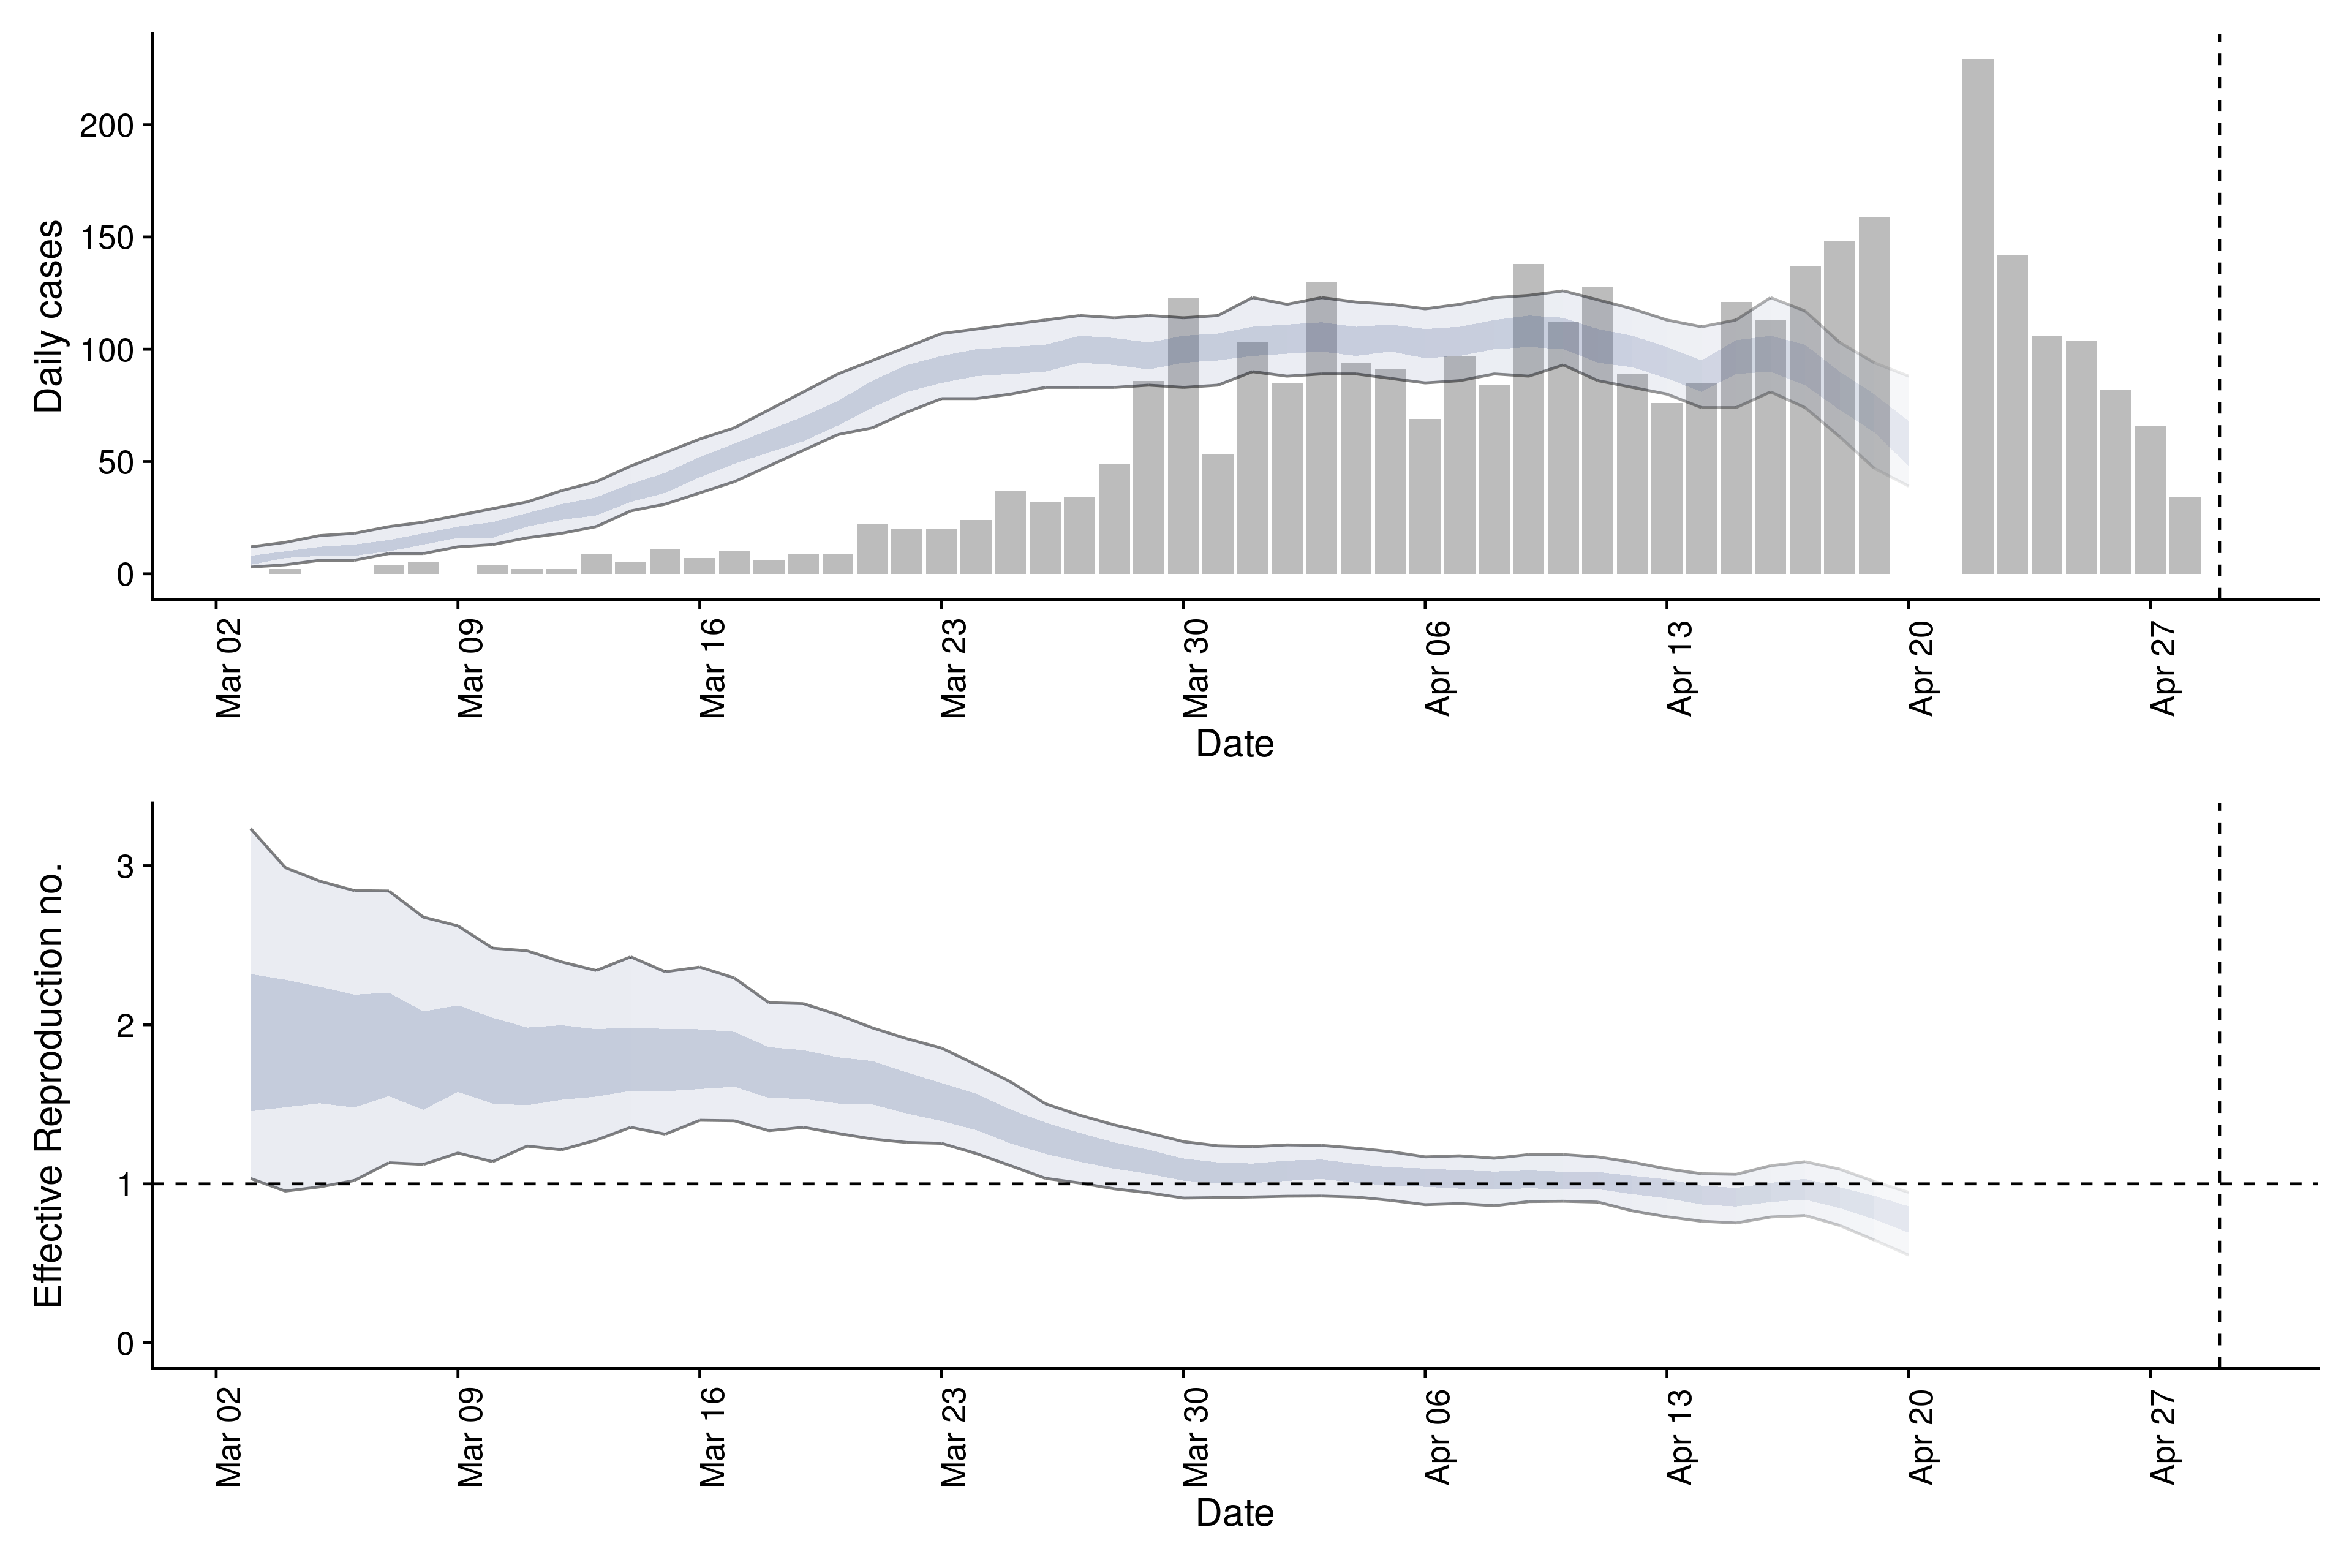 Daily cases
200
150
100
50
0
Mar 02
Mar 09
Mar 16
Mar 23
Mar 30
Apr 06
Apr 13
Apr 20
Apr 27
Date
Effective Reproduction no.
3
2
1
0
Mar 02
Mar 09
Mar 16
Mar 23
Mar 30
Apr 06
Apr 13
Apr 20
Apr 27
Date